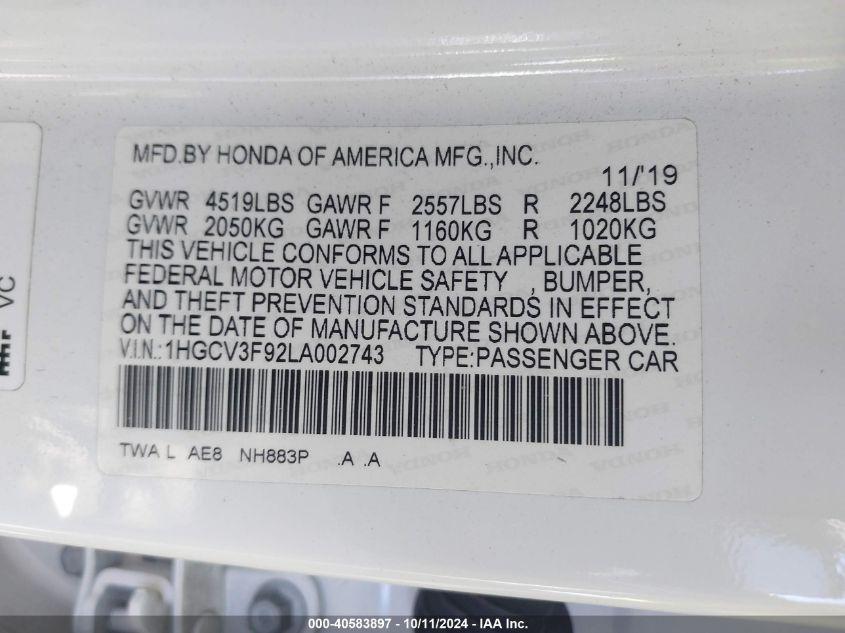 MFD.BY HONDA OF AMERICA MFG.,INC.
11/'19
GVWR 4519LBS GAWR F 2557LBS R 2248LBS
GVWR 2050KG GAWR F 1160KG R 1020KG
THIS VEHICLE CONFORMS TO ALL APPLICABLE
FEDERAL MOTOR VEHICLE SAFETY , BUMPER,
AND THEFT PREVENTION STANDARDS IN EFFECT
ON THE DATE OF MANUFACTURE SHOWN ABOVE.
V.I.N.:1HGCV3F92LA002743 TYPE:PASSENGER CAR
TWA L AE8 NH883P .A .A
VC
000-40583897 - 10/11/2024 - IAA Inc.